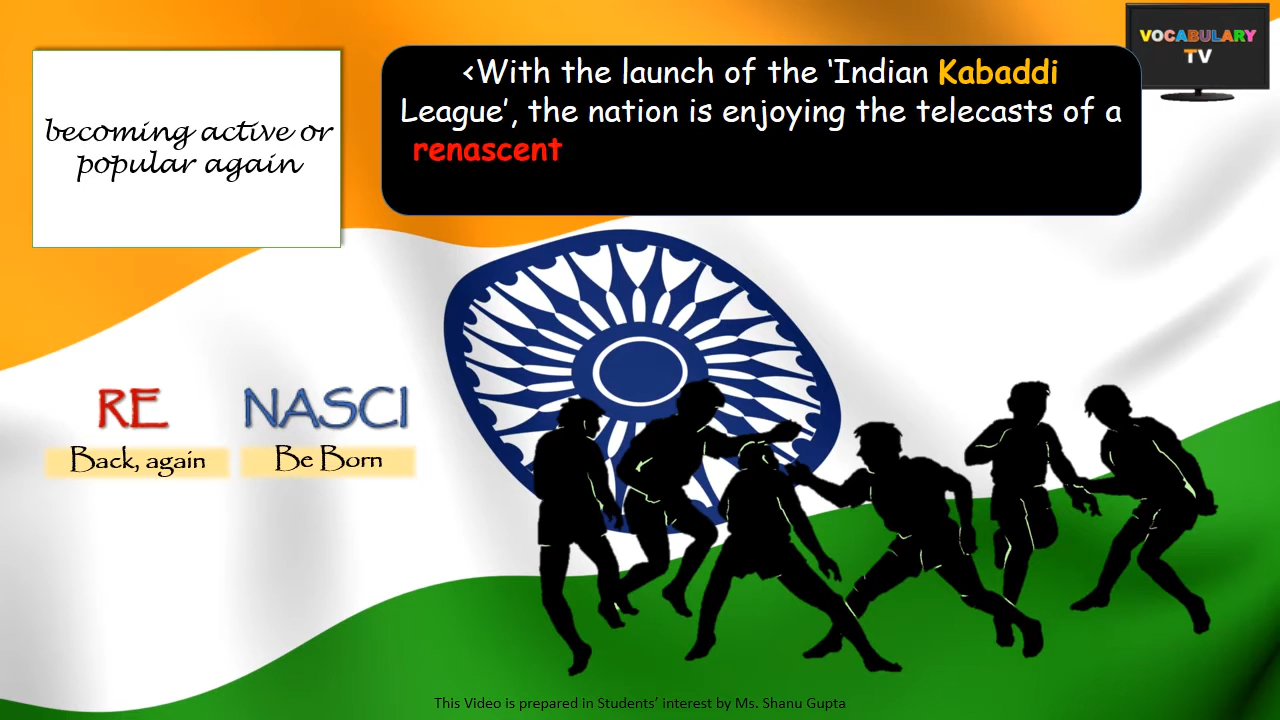 becoming active or
popular again
<With the launch of the ‘Indian Kabaddi
League’, the nation is enjoying the telecasts of a
renascent
VOCABULARY
TV
RE NASCI
Back, again Be Born
This Video is prepared in Students’ interest by Ms. Shanu Gupta